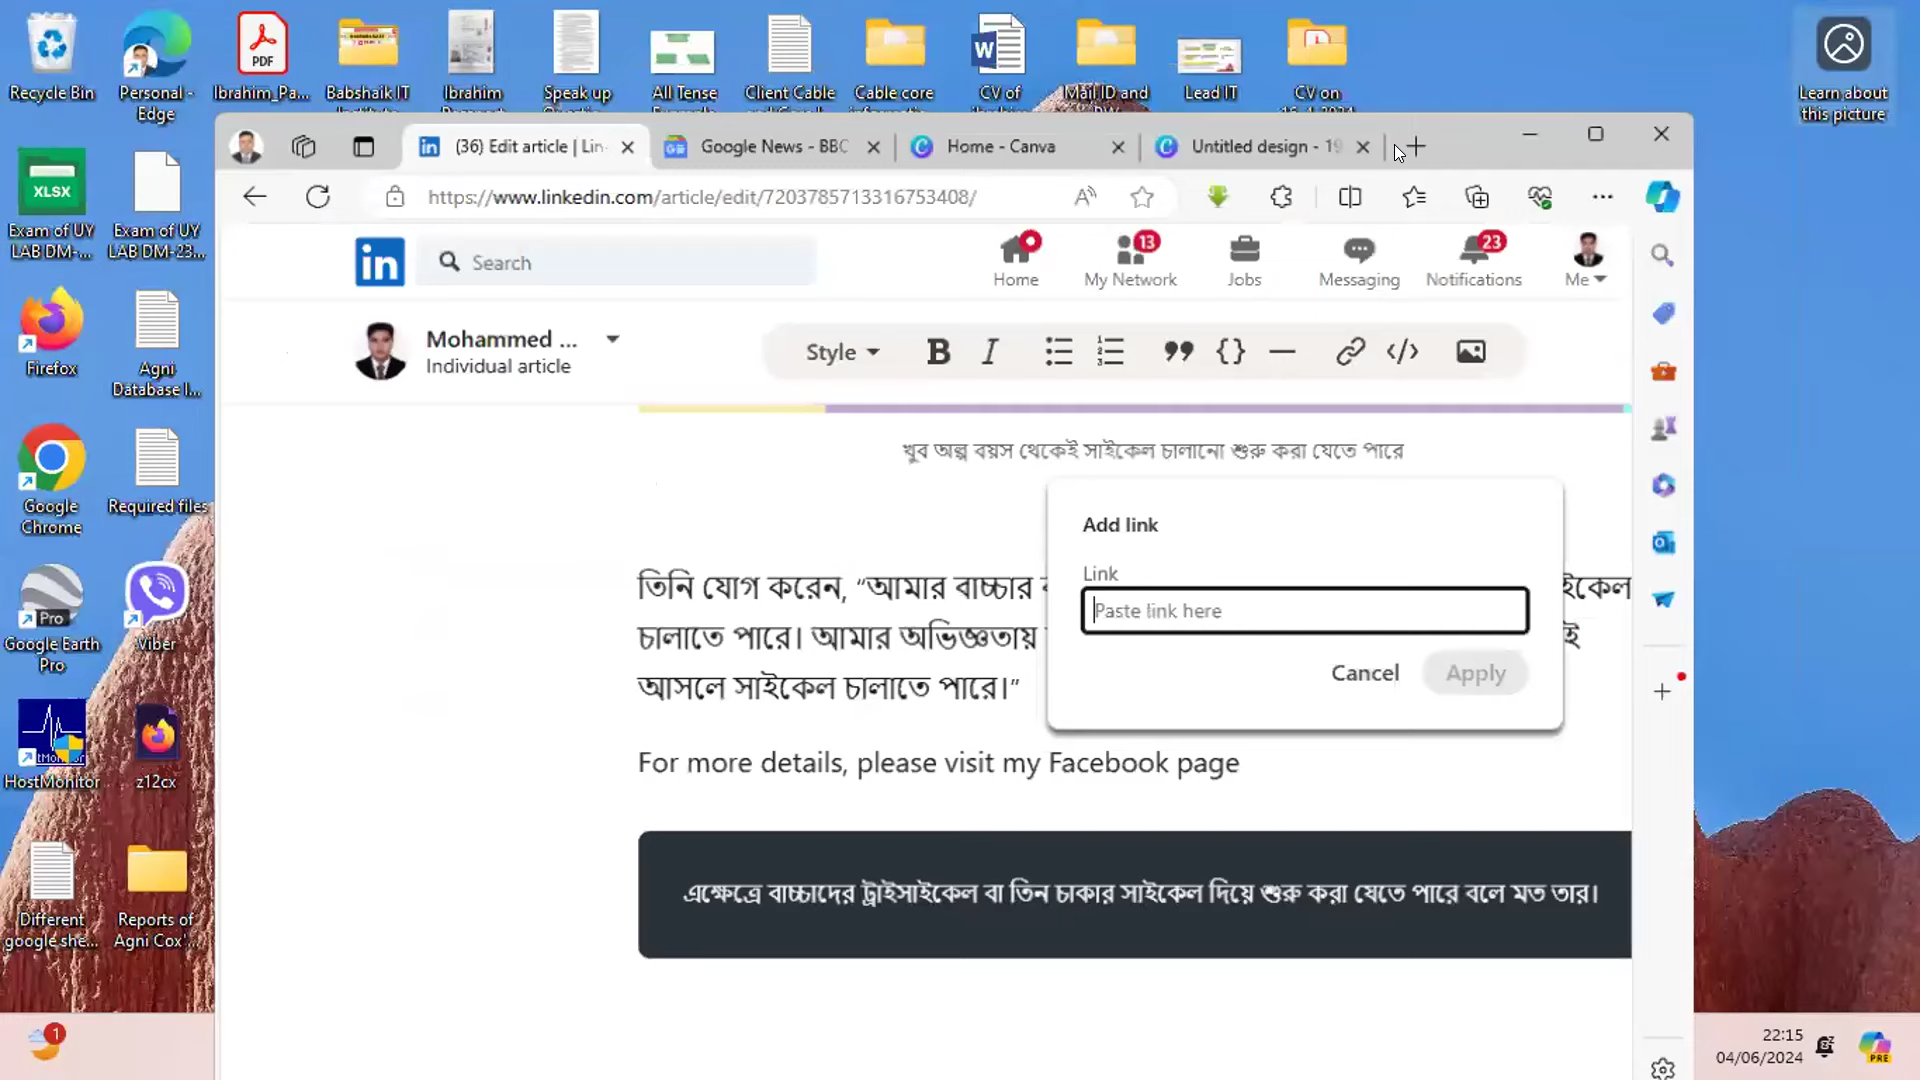 Recycle Bin
Personal - Edge
PDF
Ibrahim_Pa...
Babshaik IT
Ibrahim
Speak up
All Tense
Client Cable
Cable core
CV of
Mail ID and
Lead IT
CV on
Learn about this picture
(36) Edit article | Lin
Google News - BBC
Home - Canva
Untitled design - 19
https://www.linkedin.com/article/edit/7203785713316753408/
XLSX
Exam of UY LAB DM-...
Exam of UY LAB DM-23...
in
Search
Home
13
My Network
Jobs
Messaging
23
Notifications
Me
Mohammed ...
Individual article
Style
B
I
Firefox
Agni Database I...
খুব অল্প বয়স থেকেই সাইকেল চালানো শুরু করা যেতে পারে
Google Chrome
Required files
Add link
Link
Paste link here
Cancel
Apply
তিনি যোগ করেন, “আমার বাচ্চার
চালাতে পারে। আমার অভিজ্ঞতায়
আসলে সাইকেল চালাতে পারে।”
For more details, please visit my Facebook page
এক্ষেত্রে বাচ্চাদের ট্রাইসাইকেল বা তিন চাকার সাইকেল দিয়ে শুরু করা যেতে পারে বলে মত তার।
Pro
Google Earth Pro
Viber
HostMonitor
z12cx
Different google she...
Reports of Agni Cox'...
1
22:15
04/06/2024
PRE